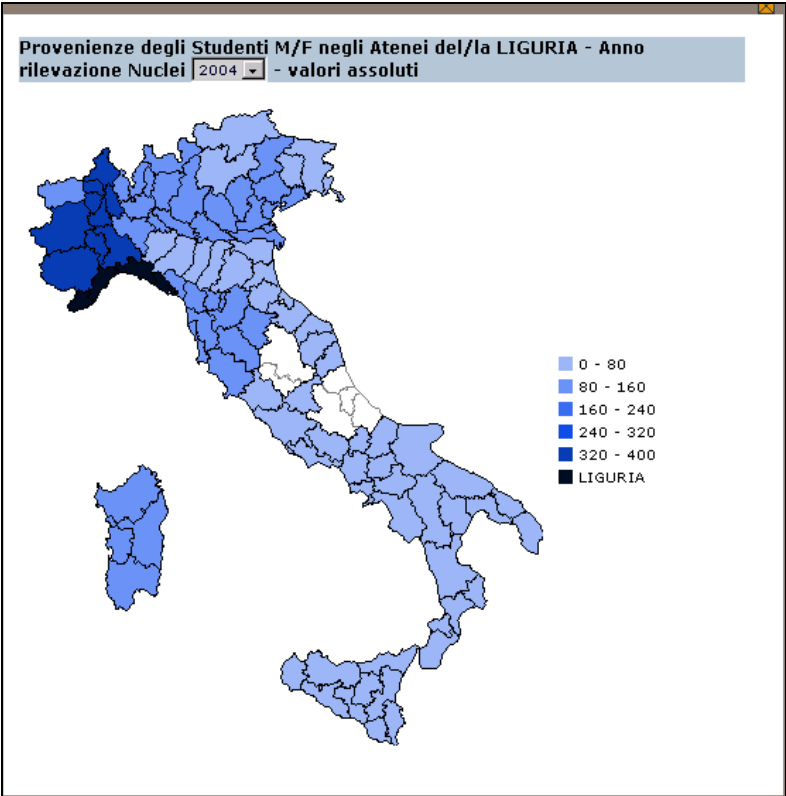 Provenienze degli Studenti M/F negli Atenei del/la LIGURIA - Anno
rilevazione Nuclei 2004 - valori assoluti
0 - 80
80 - 160
160 - 240
240 - 320
320 - 400
LIGURIA